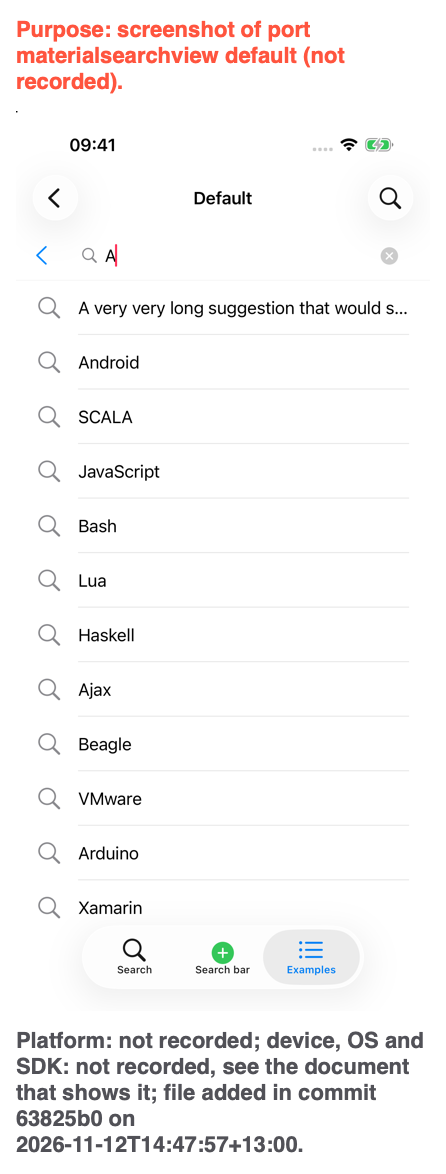 Purpose: screenshot of port
materialsearchview default (not
recorded).
.
09:41
Default
A
A very very long suggestion that would s...
Android
SCALA
JavaScript
Bash
Lua
Haskell
Ajax
Beagle
VMware
Arduino
Xamarin
Search
Search bar
Examples
Platform: not recorded; device, OS and
SDK: not recorded, see the document
that shows it; file added in commit
63825b0 on
2026-11-12T14:47:57+13:00.